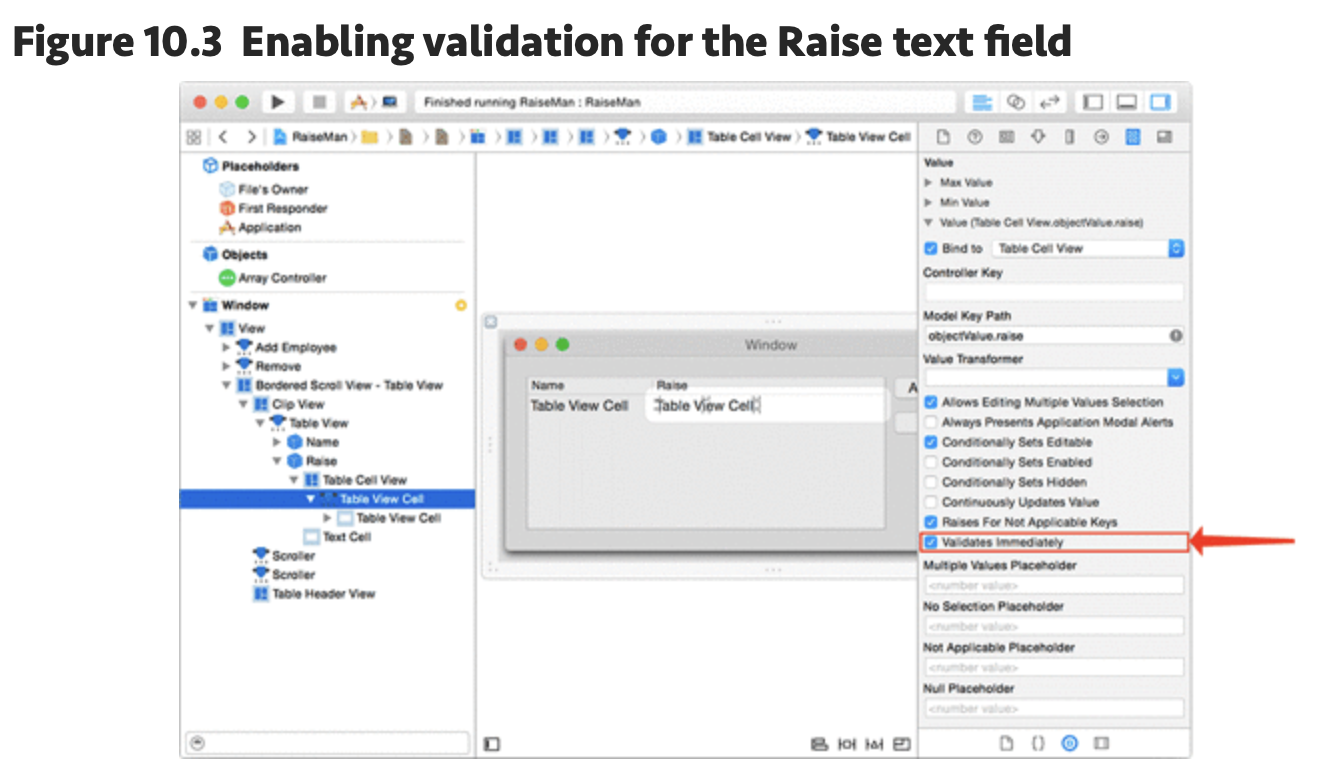 Figure 10.3 Enabling validation for the Raise text field
Finished running RaiseMan : RaiseMan
RaiseMan
Table Cell View
Table View Cell
Placeholders
File's Owner
First Responder
Application
Objects
Array Controller
Window
View
Add Employee
Remove
Bordered Scroll View - Table View
Clip View
Table View
Name
Raise
Table Cell View
Table View Cell
Table View Cell
Text Cell
Scroller
Scroller
Table Header View
Window
Name Raise
A
Table View Cell Table View Cell
Value
Max Value
Min Value
Value (Table Cell View.objectValue.raise)
Bind to Table Cell View
Controller Key
Model Key Path
objectValue.raise
Value Transformer
Allows Editing Multiple Values Selection
Always Presents Application Modal Alerts
Conditionally Sets Editable
Conditionally Sets Enabled
Conditionally Sets Hidden
Continuously Updates Value
Raises For Not Applicable Keys
Validates Immediately
Multiple Values Placeholder
<number value>
No Selection Placeholder
<number value>
Not Applicable Placeholder
<number value>
Null Placeholder
<number value>